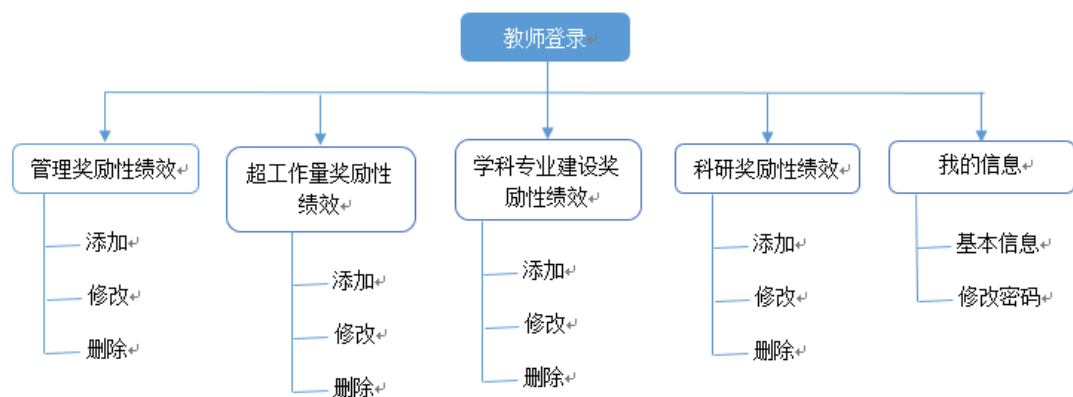 教师登录
管理奖励性绩效
超工作量奖励性
绩效
学科专业建设奖
励性绩效
科研奖励性绩效
我的信息
添加
修改
删除
添加
修改
删除
添加
修改
删除
添加
修改
删除
基本信息
修改密码